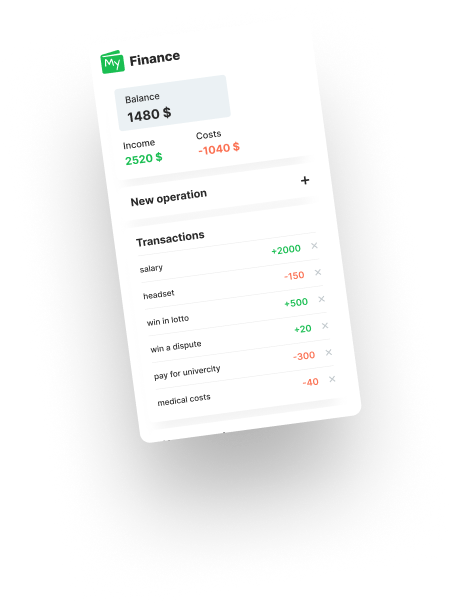 My Finance
Balance
1480 $
Income Costs
2520 $ -1040 $
New operation +
Transactions
salary +2000 ×
headset -150 ×
win in lotto +500 ×
win a dispute +20 ×
pay for univercity -300 ×
medical costs -40 ×